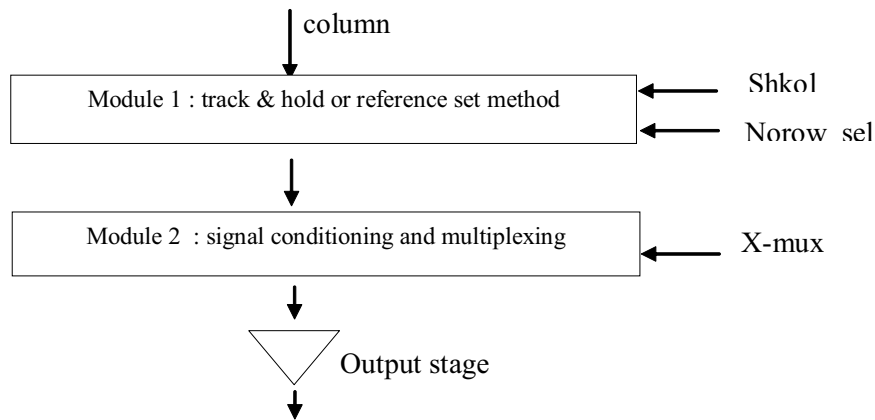 column
Module 1 : track & hold or reference set method
Shkol
Norow_sel
Module 2 : signal conditioning and multiplexing
X-mux
Output stage